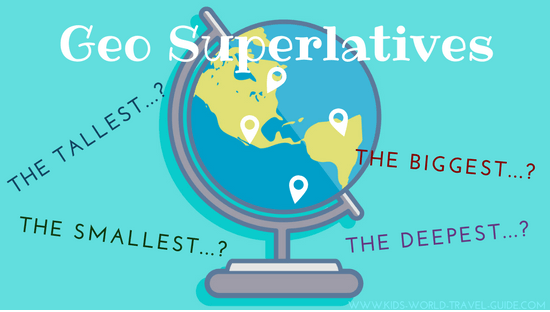 Geo Superlatives
THE TALLEST...?
THE BIGGEST...?
THE SMALLEST...?
THE DEEPEST...?
WWW.KIDS-WORLD-TRAVEL-GUIDE.COM